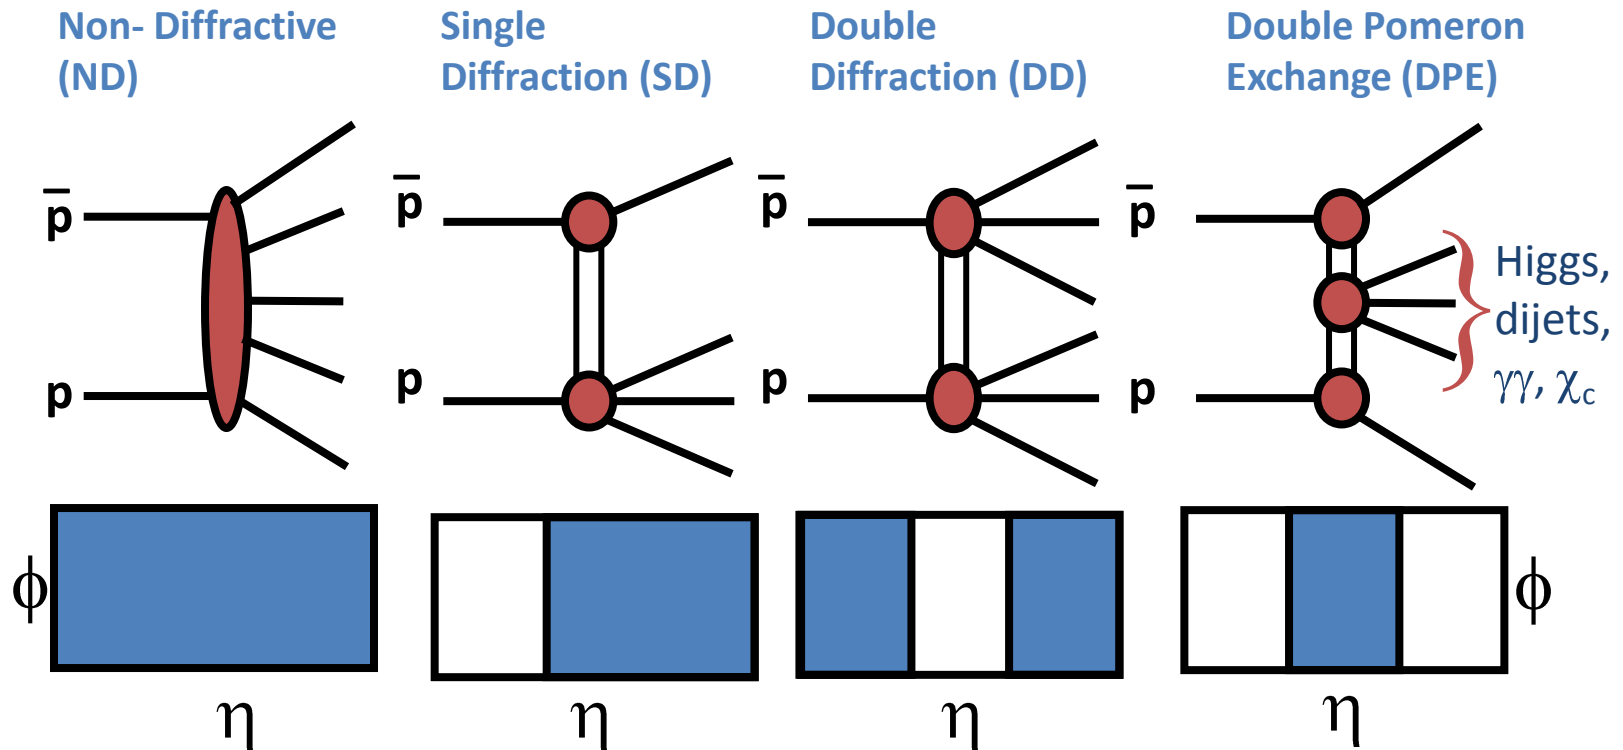 Non- Diffractive
(ND)
Single
Diffraction (SD)
Double
Diffraction (DD)
Double Pomeron
Exchange (DPE)
p̅
p
p̅
p
p̅
p
p̅
p
Higgs,
dijets,
γγ, χc
ϕ
η
η
η
η
ϕ